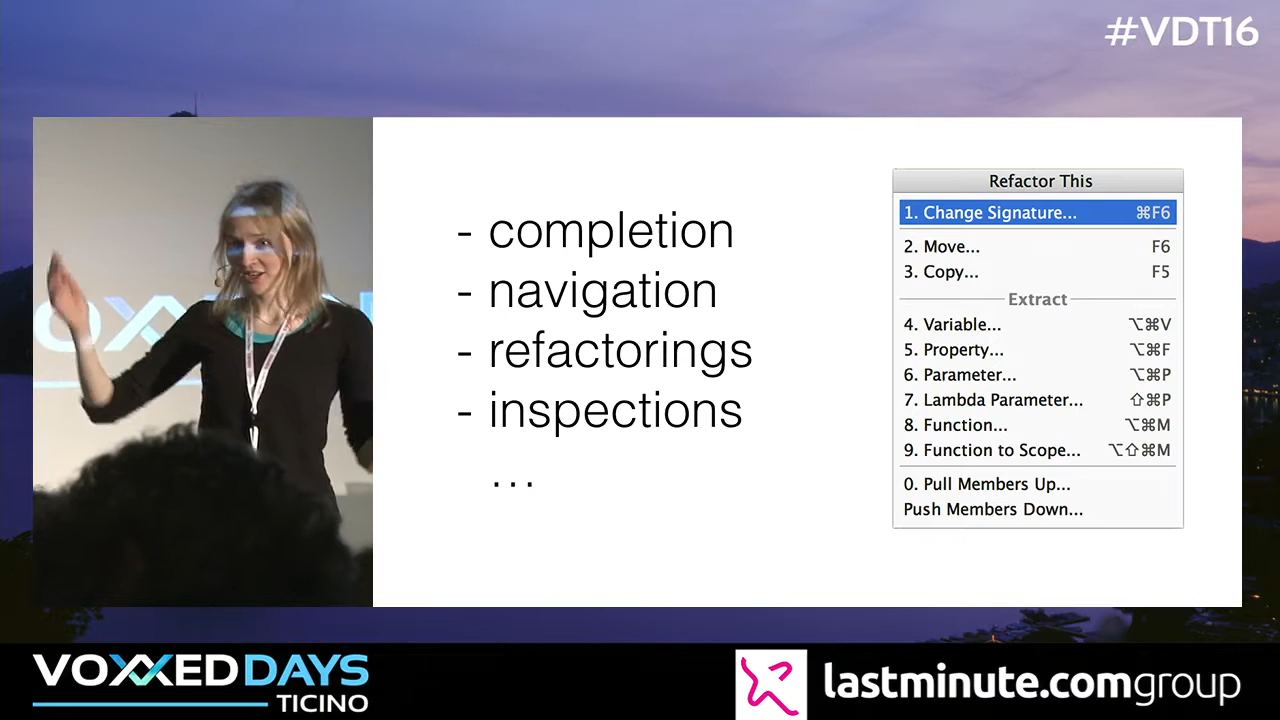 #VDT16
- completion
- navigation
- refactorings
- inspections
...
Refactor This
1. Change Signature... ⌘F6
2. Move... F6
3. Copy... F5
Extract
4. Variable... ⌥⌘V
5. Property... ⌥⌘F
6. Parameter... ⌥⌘P
7. Lambda Parameter... ⇧⌘P
8. Function... ⌥⌘M
9. Function to Scope... ⌥⇧⌘M
0. Pull Members Up...
Push Members Down...
VOXXED DAYS
TICINO
lastminute.comgroup